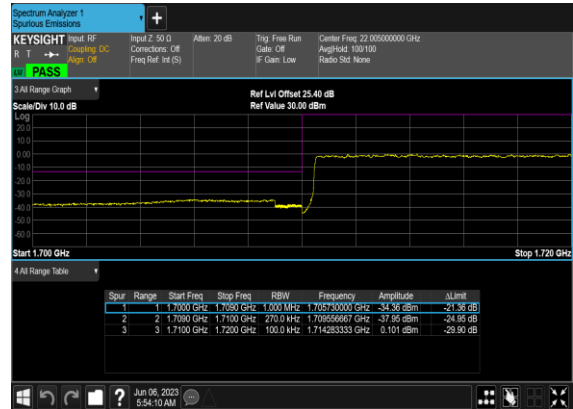 Spectrum Analyzer 1
Spurious Emissions
+
KEYSIGHT
R T
LW PASS
Input: RF
Coupling: DC
Align: Off
Input Z: 50 Ω
Corrections: Off
Freq Ref: Int (S)
Atten: 20 dB
Trig: Free Run
Gate: Off
IF Gain: Low
Center Freq: 22.005000000 GHz
Avg|Hold: 100/100
Radio Std: None
3 All Range Graph
Ref Lvl Offset 25.40 dB
Scale/Div 10.0 dB
Ref Value 30.00 dBm
Log
20.0
10.0
0.00
-10.0
-20.0
-30.0
-40.0
-50.0
-60.0
Start 1.700 GHz
Stop 1.720 GHz
4 All Range Table
Spur Range Start Freq Stop Freq RBW Frequency Amplitude ΔLimit
1 1 1.7000 GHz 1.7090 GHz 1.000 MHz 1.705730000 GHz -34.36 dBm -21.36 dB
2 2 1.7090 GHz 1.7100 GHz 270.0 kHz 1.709556667 GHz -37.95 dBm -24.95 dB
3 3 1.7100 GHz 1.7200 GHz 100.0 kHz 1.714283333 GHz 0.101 dBm -29.90 dB
?
Jun 06, 2023
5:54:10 AM